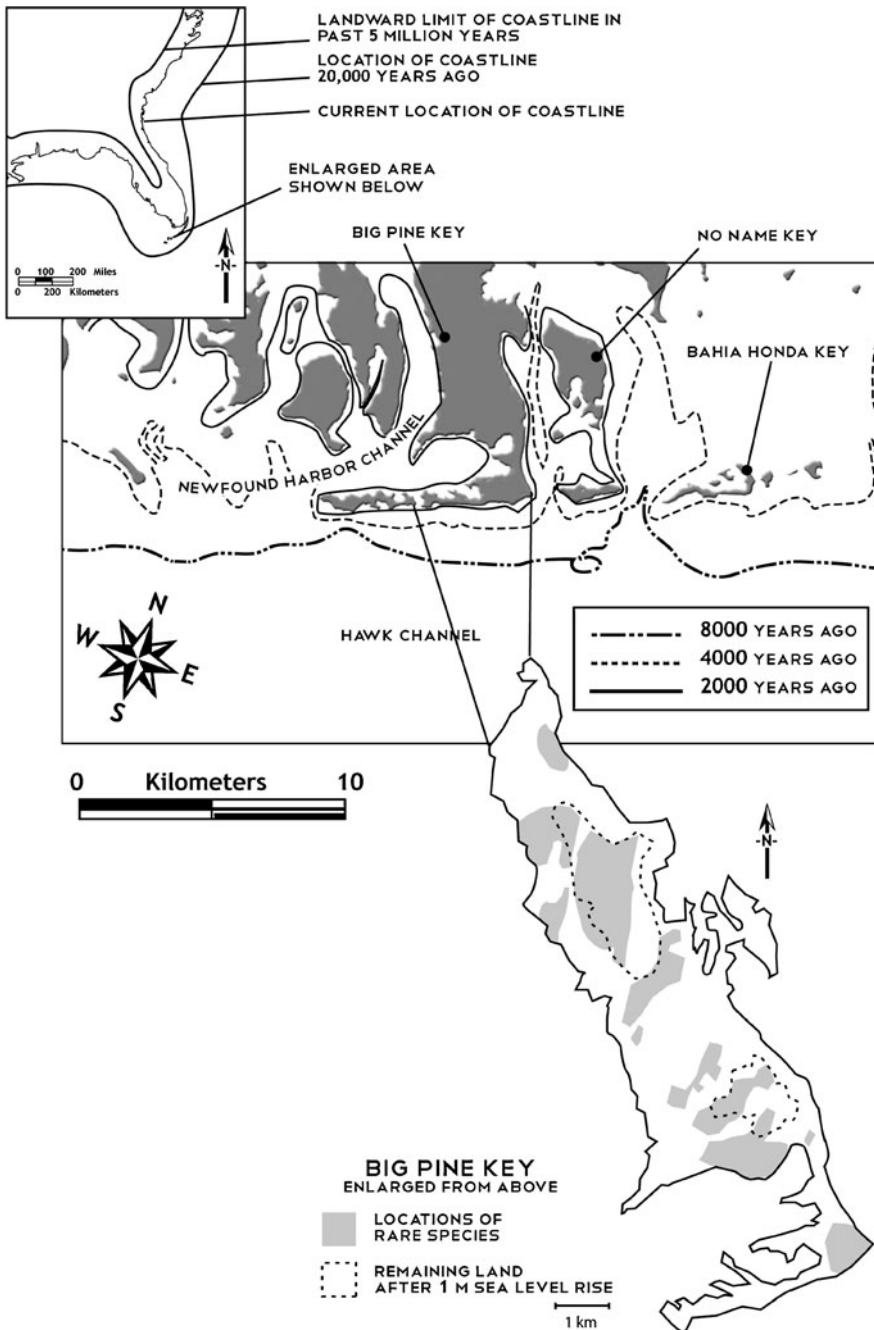 LANDWARD LIMIT OF COASTLINE IN
PAST 5 MILLION YEARS
LOCATION OF COASTLINE
20,000 YEARS AGO
CURRENT LOCATION OF COASTLINE
ENLARGED AREA
SHOWN BELOW
-N-
0 100 200 Miles
0 200 Kilometers
BIG PINE KEY
NO NAME KEY
BAHIA HONDA KEY
NEWFOUND HARBOR CHANNEL
HAWK CHANNEL
N
W
E
S
8000 YEARS AGO
4000 YEARS AGO
2000 YEARS AGO
0 Kilometers 10
-N-
BIG PINE KEY
ENLARGED FROM ABOVE
LOCATIONS OF
RARE SPECIES
REMAINING LAND
AFTER 1 M SEA LEVEL RISE
1 km